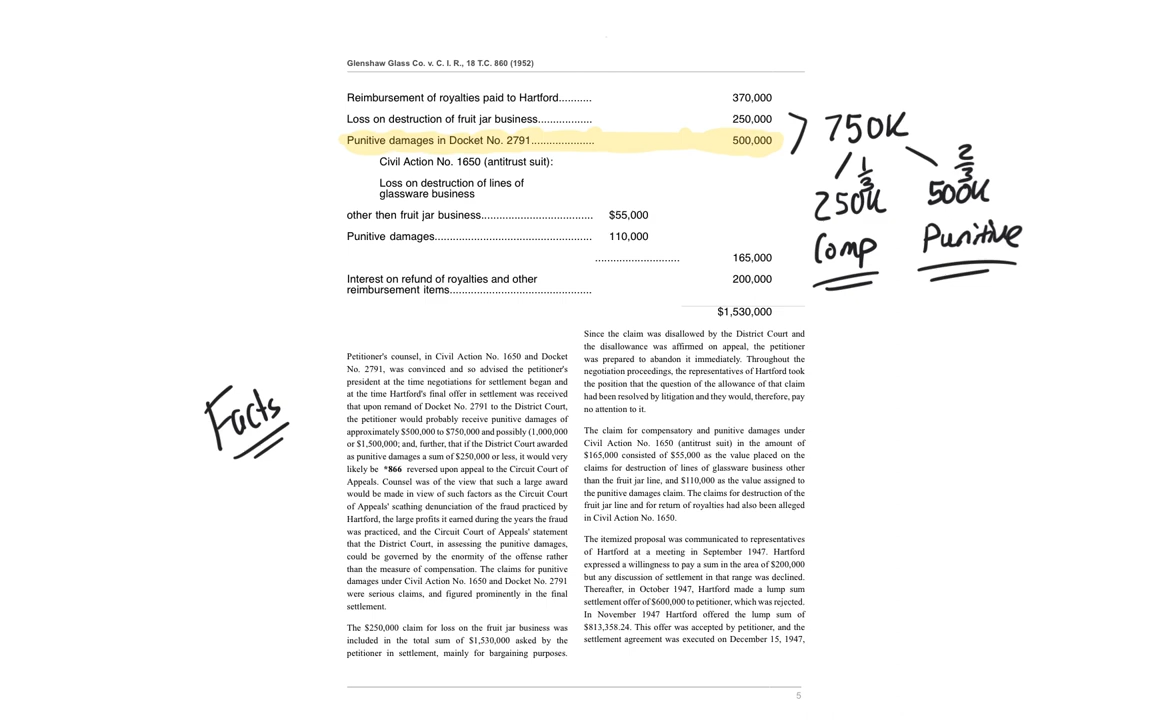 Glenshaw Glass Co. v. C. I. R., 18 T.C. 860 (1952)
Reimbursement of royalties paid to Hartford........... 370,000
Loss on destruction of fruit jar business.................. 250,000
Punitive damages in Docket No. 2791..................... 500,000
Civil Action No. 1650 (antitrust suit):
Loss on destruction of lines of
glassware business
other then fruit jar business..................................... $55,000
Punitive damages.................................................... 110,000
............................ 165,000
Interest on refund of royalties and other
reimbursement items............................................... 200,000
$1,530,000
750K
1/3
2/3
250K
500K
Comp
Punitive
Facts
Petitioner's counsel, in Civil Action No. 1650 and Docket
No. 2791, was convinced and so advised the petitioner's
president at the time negotiations for settlement began and
at the time Hartford's final offer in settlement was received
that upon remand of Docket No. 2791 to the District Court,
the petitioner would probably receive punitive damages of
approximately $500,000 to $750,000 and possibly (1,000,000
or $1,500,000; and, further, that if the District Court awarded
as punitive damages a sum of $250,000 or less, it would very
likely be *866 reversed upon appeal to the Circuit Court of
Appeals. Counsel was of the view that such a large award
would be made in view of such factors as the Circuit Court
of Appeals' scathing denunciation of the fraud practiced by
Hartford, the large profits it earned during the years the fraud
was practiced, and the Circuit Court of Appeals' statement
that the District Court, in assessing the punitive damages,
could be governed by the enormity of the offense rather
than the measure of compensation. The claims for punitive
damages under Civil Action No. 1650 and Docket No. 2791
were serious claims, and figured prominently in the final
settlement.
The $250,000 claim for loss on the fruit jar business was
included in the total sum of $1,530,000 asked by the
petitioner in settlement, mainly for bargaining purposes.
Since the claim was disallowed by the District Court and
the disallowance was affirmed on appeal, the petitioner
was prepared to abandon it immediately. Throughout the
negotiation proceedings, the representatives of Hartford took
the position that the question of the allowance of that claim
had been resolved by litigation and they would, therefore, pay
no attention to it.
The claim for compensatory and punitive damages under
Civil Action No. 1650 (antitrust suit) in the amount of
$165,000 consisted of $55,000 as the value placed on the
claims for destruction of lines of glassware business other
than the fruit jar line, and $110,000 as the value assigned to
the punitive damages claim. The claims for destruction of the
fruit jar line and for return of royalties had also been alleged
in Civil Action No. 1650.
The itemized proposal was communicated to representatives
of Hartford at a meeting in September 1947. Hartford
expressed a willingness to pay a sum in the area of $200,000
but any discussion of settlement in that range was declined.
Thereafter, in October 1947, Hartford made a lump sum
settlement offer of $600,000 to petitioner, which was rejected.
In November 1947 Hartford offered the lump sum of
$813,358.24. This offer was accepted by petitioner, and the
settlement agreement was executed on December 15, 1947,
5